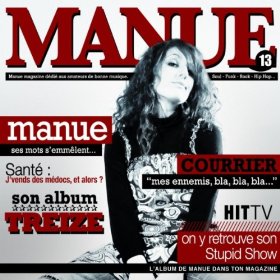 MANUE
13
Manue magazine dédié aux amateurs de bonne musique.
Soul - Funk - Rock - Hip Hop...
manue
ses mots s'emmêlent...
Santé :
J'vends des médocs, et alors ?
son album
TREIZE
COURRIER
"mes ennemis, bla, bla, bla..."
HITTV
on y retrouve son
Stupid Show
L'ALBUM DE MANUE DANS TON MAGAZINE